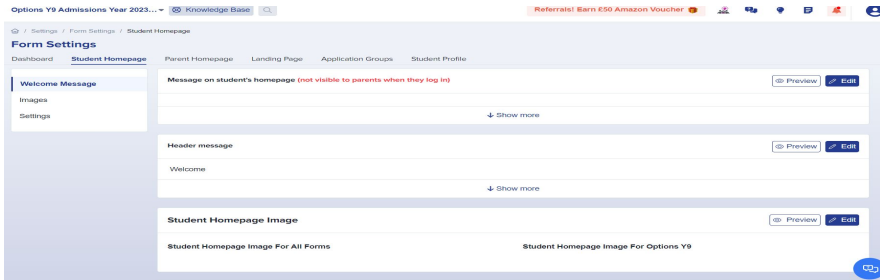 Options Y9 Admissions Year 2023... Knowledge Base Referrals! Earn £50 Amazon Voucher
/ Settings / Form Settings / Student Homepage
Form Settings
Dashboard Student Homepage Parent Homepage Landing Page Application Groups Student Profile
Welcome Message
Images
Settings
Message on student's homepage (not visible to parents when they log in) Preview Edit
Show more
Header message Preview Edit
Welcome
Show more
Student Homepage Image Preview Edit
Student Homepage Image For All Forms Student Homepage Image For Options Y9